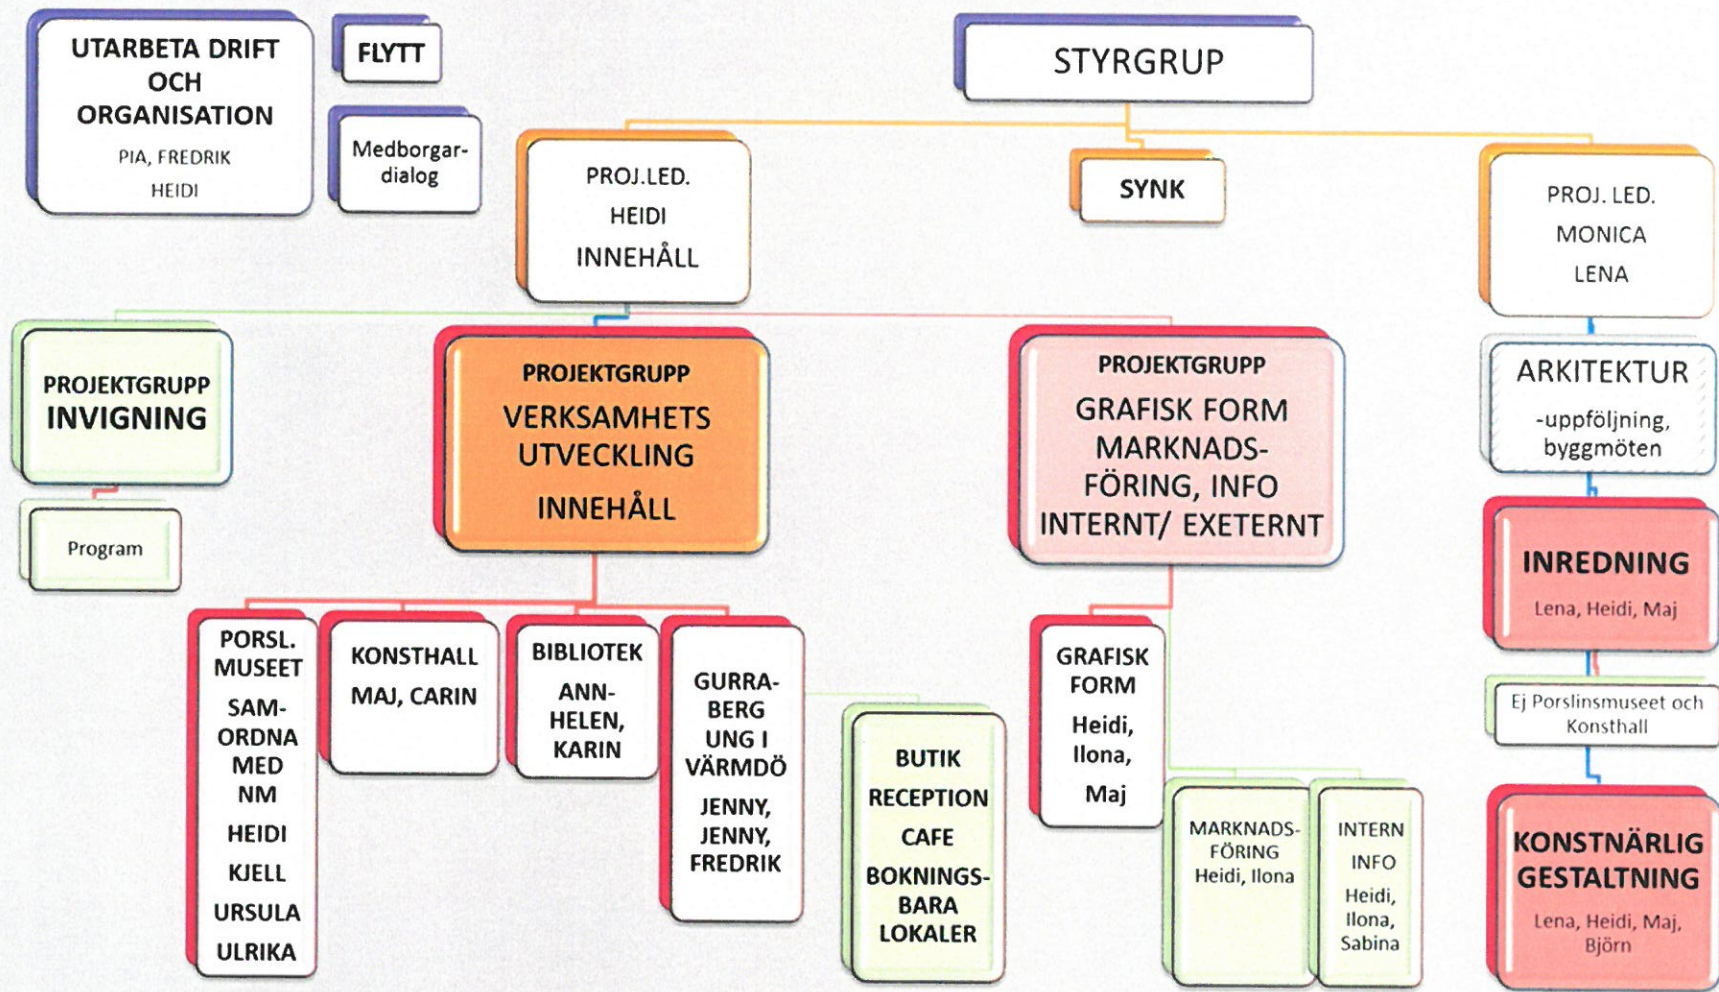 UTARBETA DRIFT
OCH
ORGANISATION
PIA, FREDRIK
HEIDI
FLYTT
Medborgar-
dialog
STYRGRUP
PROJ.LED.
HEIDI
INNEHÅLL
SYNK
PROJ. LED.
MONICA
LENA
PROJEKTGRUPP
INVIGNING
Program
PROJEKTGRUPP
VERKSAMHETS
UTVECKLING
INNEHÅLL
PROJEKTGRUPP
GRAFISK FORM
MARKNADS-
FÖRING, INFO
INTERNT/ EXETERNT
ARKITEKTUR
-uppföljning,
byggmöten
INREDNING
Lena, Heidi, Maj
Ej Porslinsmuseet och
Konsthall
KONSTNÄRLIG
GESTALTNING
Lena, Heidi, Maj,
Björn
PORSL.
MUSEET
SAM-
ORDNA
MED
NM
HEIDI
KJELL
URSULA
ULRIKA
KONSTHALL
MAJ, CARIN
BIBLIOTEK
ANN-
HELEN,
KARIN
GURRA-
BERG
UNG I
VÄRMDÖ
JENNY,
JENNY,
FREDRIK
BUTIK
RECEPTION
CAFE
BOKNINGS-
BARA
LOKALER
GRAFISK
FORM
Heidi,
Ilona,
Maj
MARKNADS-
FÖRING
Heidi, Ilona
INTERN
INFO
Heidi,
Ilona,
Sabina